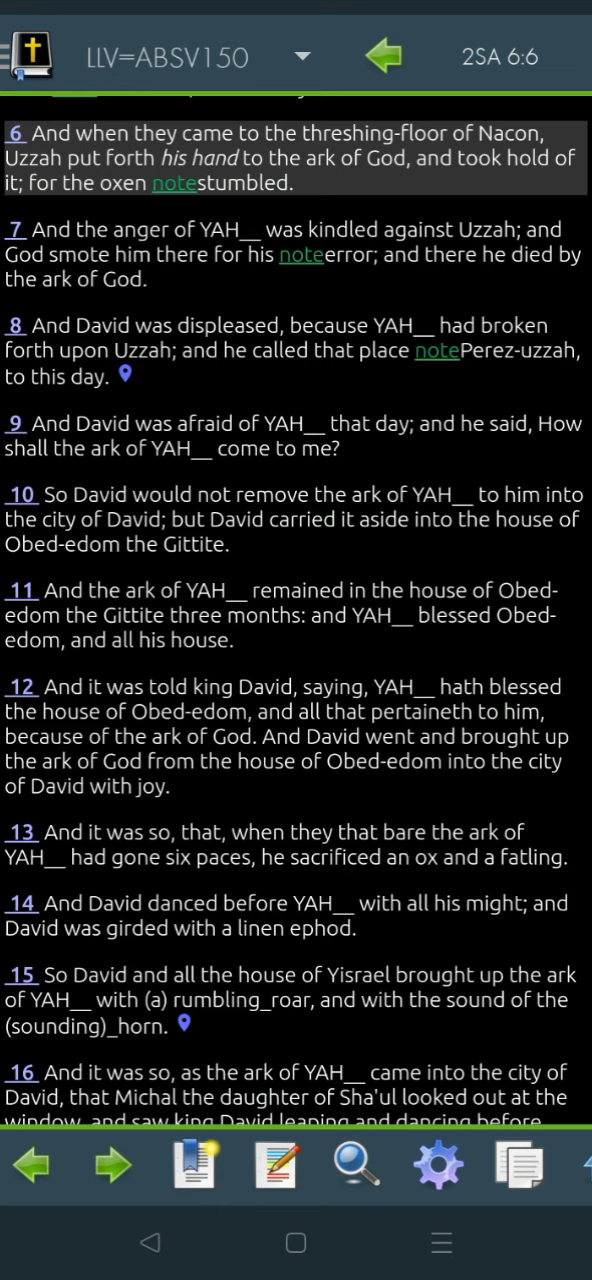 LLV=ABSV150
2SA 6:6
6 And when they came to the threshing-floor of Nacon,
Uzzah put forth his hand to the ark of God, and took hold of
it; for the oxen notestumbled.
7 And the anger of YAH__ was kindled against Uzzah; and
God smote him there for his noteerror; and there he died by
the ark of God.
8 And David was displeased, because YAH__ had broken
forth upon Uzzah; and he called that place notePerez-uzzah,
to this day.
9 And David was afraid of YAH__ that day; and he said, How
shall the ark of YAH__ come to me?
10 So David would not remove the ark of YAH__ to him into
the city of David; but David carried it aside into the house of
Obed-edom the Gittite.
11 And the ark of YAH__ remained in the house of Obed-
edom the Gittite three months: and YAH__ blessed Obed-
edom, and all his house.
12 And it was told king David, saying, YAH__ hath blessed
the house of Obed-edom, and all that pertaineth to him,
because of the ark of God. And David went and brought up
the ark of God from the house of Obed-edom into the city
of David with joy.
13 And it was so, that, when they that bare the ark of
YAH__ had gone six paces, he sacrificed an ox and a fatling.
14 And David danced before YAH__ with all his might; and
David was girded with a linen ephod.
15 So David and all the house of Yisrael brought up the ark
of YAH__ with (a) rumbling_roar, and with the sound of the
(sounding)_horn.
16 And it was so, as the ark of YAH__ came into the city of
David, that Michal the daughter of Sha'ul looked out at the
window, and saw king David leaping and dancing before